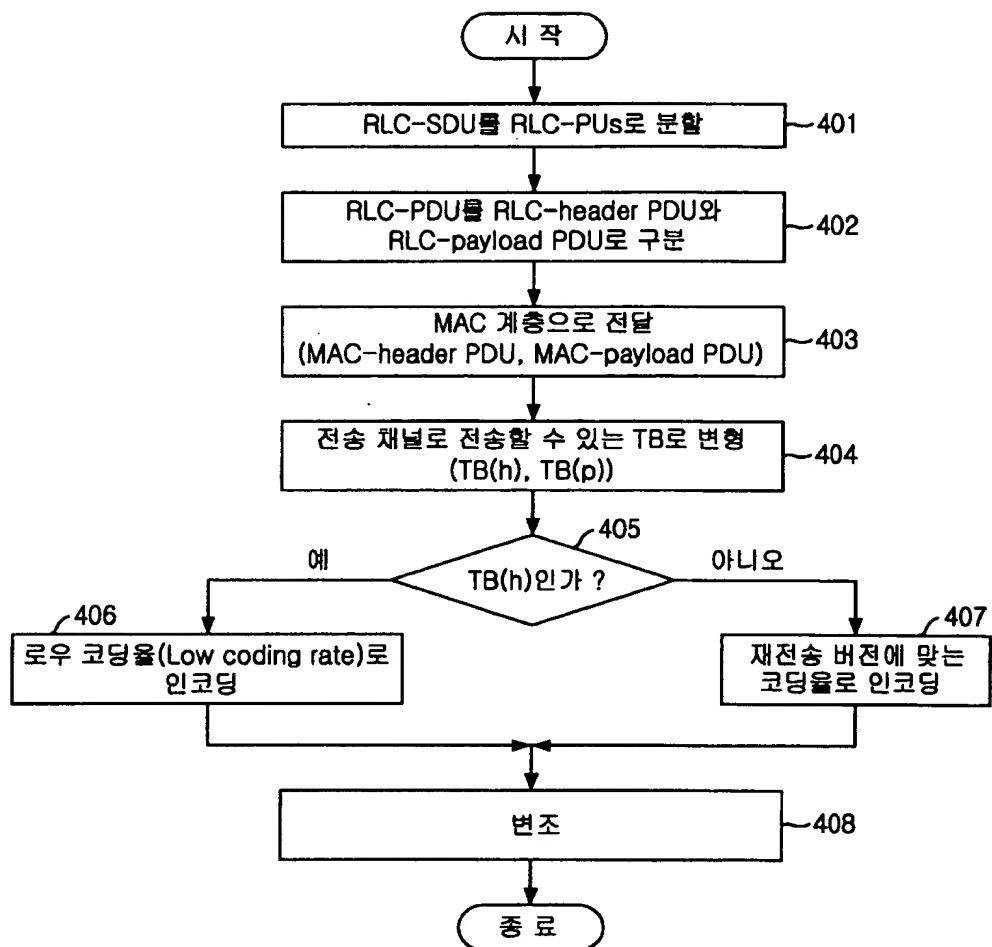 시 작
RLC-SDU를 RLC-PUs로 분할
401
RLC-PDU를 RLC-header PDU와
RLC-payload PDU로 구분
402
MAC 계층으로 전달
(MAC-header PDU, MAC-payload PDU)
403
전송 채널로 전송할 수 있는 TB로 변형
(TB(h), TB(p))
404
405
TB(h)인가 ?
예
아니오
406
로우 코딩율(Low coding rate)로
인코딩
407
재전송 버전에 맞는
코딩율로 인코딩
변조
408
종 료